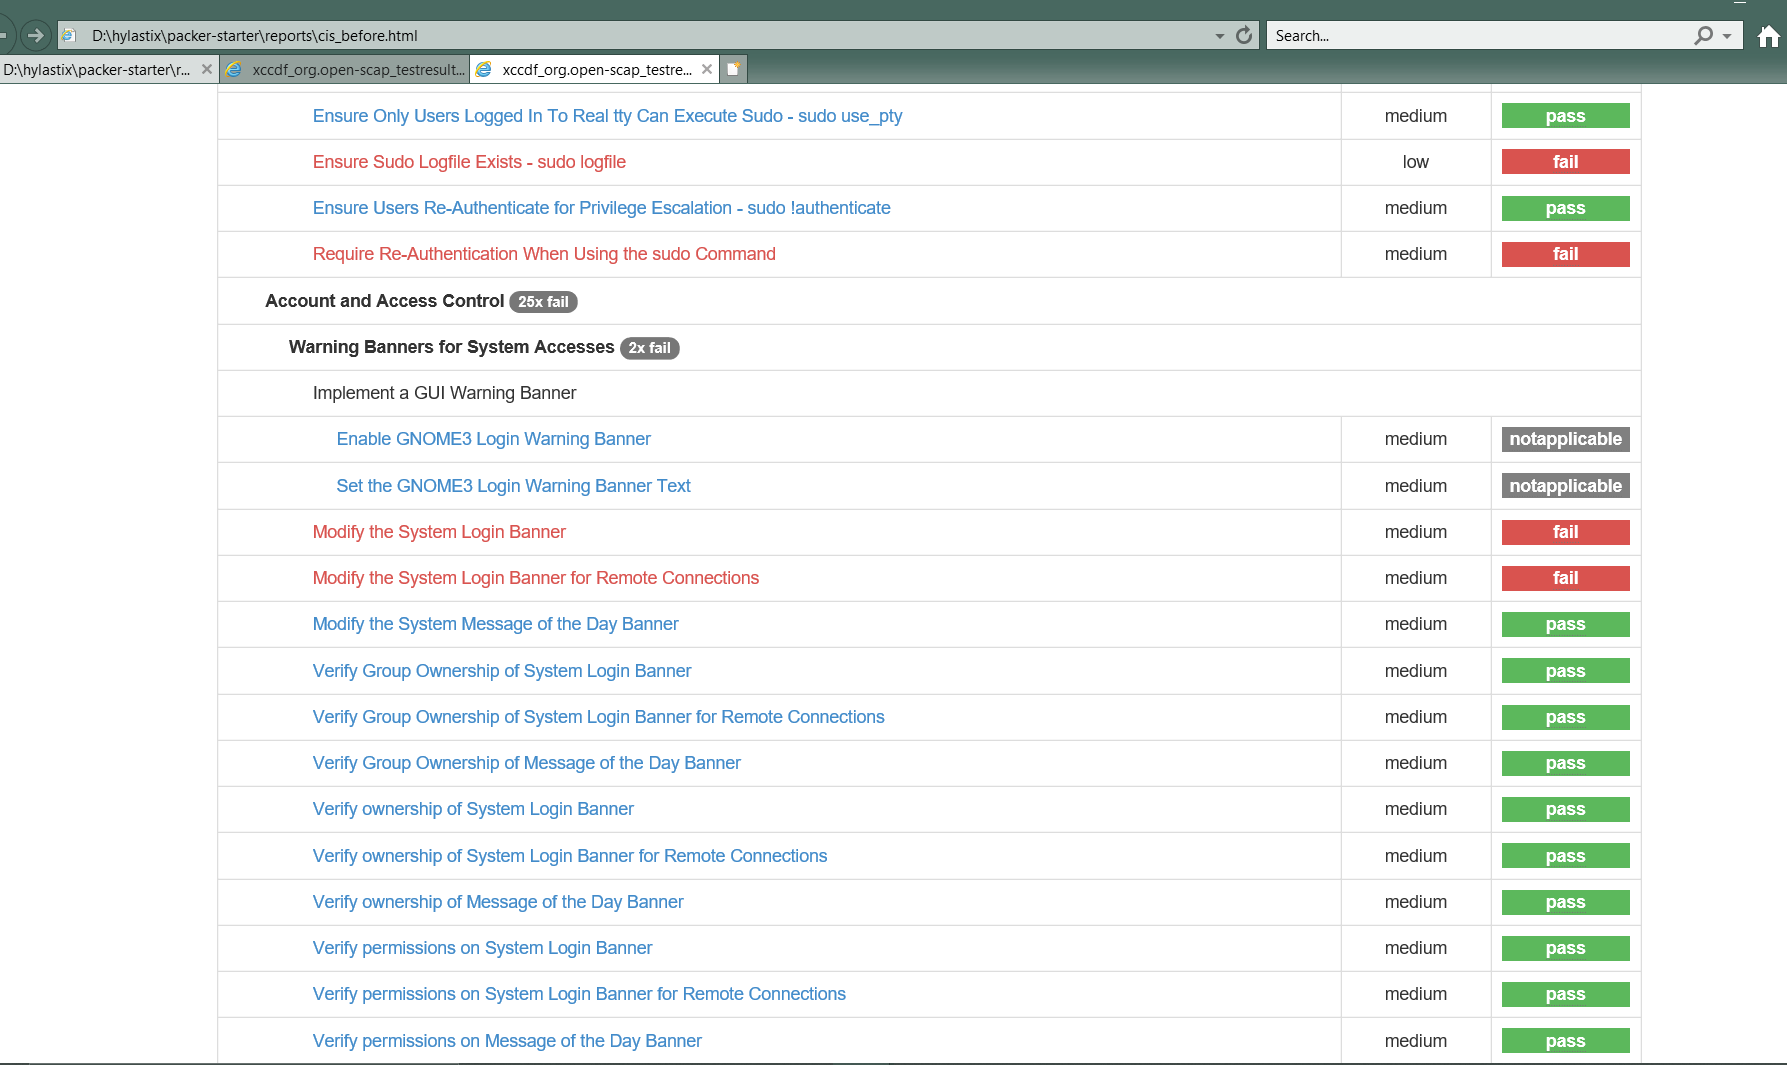 D:\hylastix\packer-starter\reports\cis_before.html
Search...
D:\hylastix\packer-starter\r...
xccdf_org.open-scap_testresult...
xccdf_org.open-scap_testre...
Ensure Only Users Logged In To Real tty Can Execute Sudo - sudo use_pty medium pass
Ensure Sudo Logfile Exists - sudo logfile low fail
Ensure Users Re-Authenticate for Privilege Escalation - sudo !authenticate medium pass
Require Re-Authentication When Using the sudo Command medium fail
Account and Access Control 25x fail
Warning Banners for System Accesses 2x fail
Implement a GUI Warning Banner
Enable GNOME3 Login Warning Banner medium notapplicable
Set the GNOME3 Login Warning Banner Text medium notapplicable
Modify the System Login Banner medium fail
Modify the System Login Banner for Remote Connections medium fail
Modify the System Message of the Day Banner medium pass
Verify Group Ownership of System Login Banner medium pass
Verify Group Ownership of System Login Banner for Remote Connections medium pass
Verify Group Ownership of Message of the Day Banner medium pass
Verify ownership of System Login Banner medium pass
Verify ownership of System Login Banner for Remote Connections medium pass
Verify ownership of Message of the Day Banner medium pass
Verify permissions on System Login Banner medium pass
Verify permissions on System Login Banner for Remote Connections medium pass
Verify permissions on Message of the Day Banner medium pass